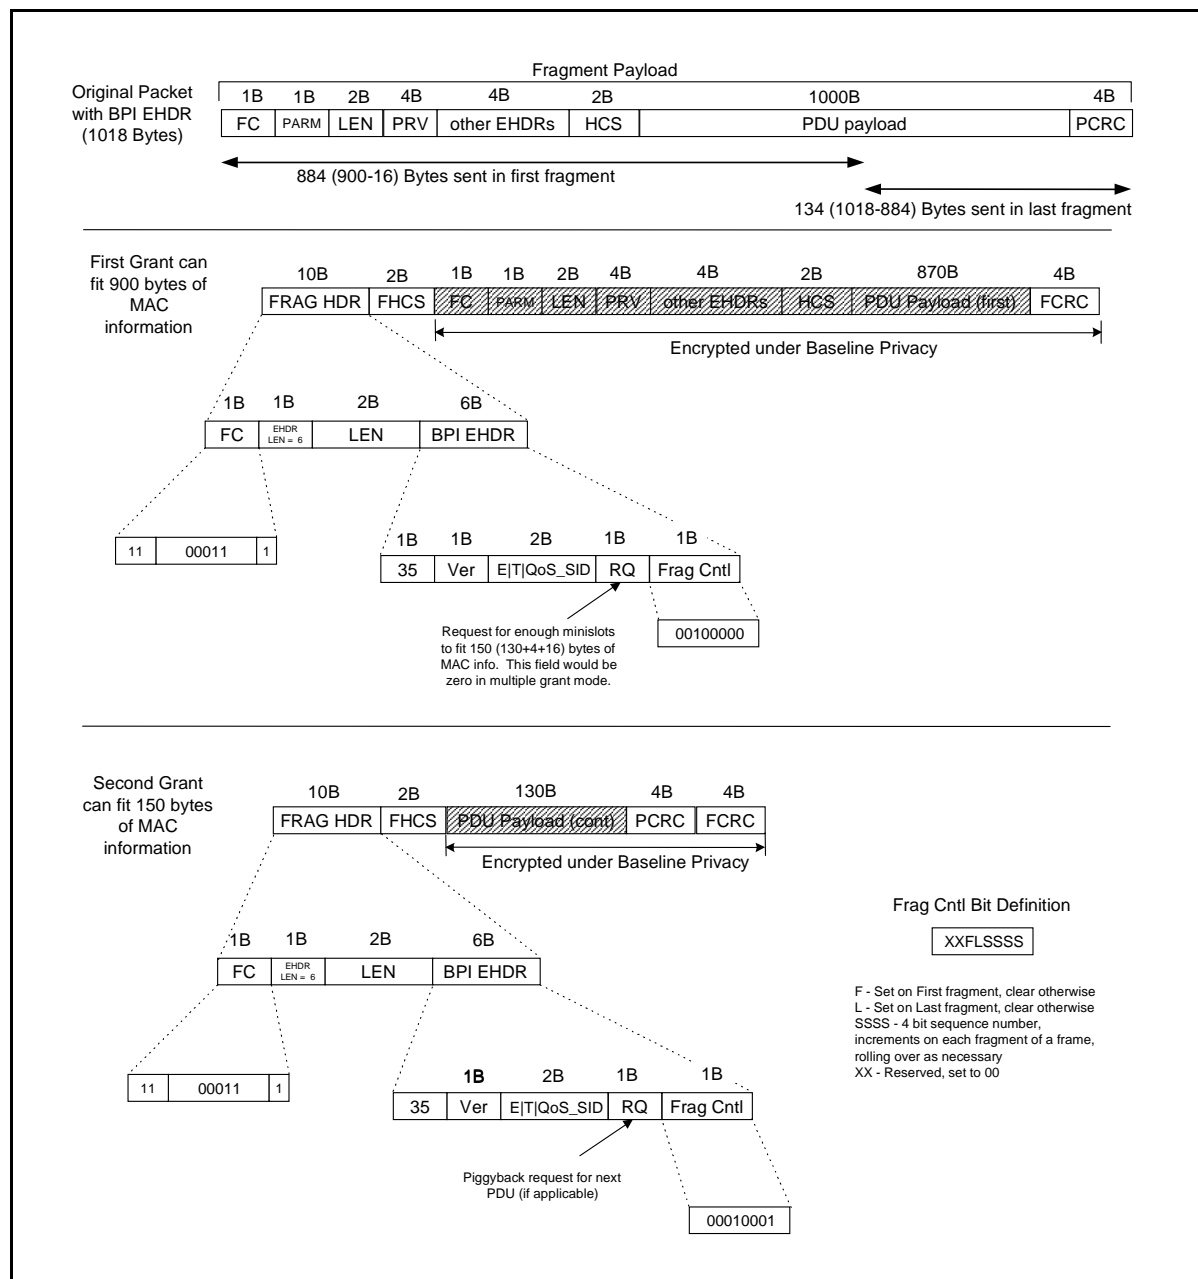 Fragment Payload
Original Packet
with BPI EHDR
(1018 Bytes)
1B 1B 2B 4B 4B 2B 1000B 4B
FC PARM LEN PRV other EHDRs HCS PDU payload PCRC
884 (900-16) Bytes sent in first fragment
134 (1018-884) Bytes sent in last fragment
First Grant can
fit 900 bytes of
MAC
information
10B 2B 1B 1B 2B 4B 4B 2B 870B 4B
FRAG HDR FHCS FC PARM LEN PRV other EHDRs HCS PDU Payload (first) FCRC
Encrypted under Baseline Privacy
1B 1B 2B 6B
FC EHDR LEN = 6 LEN BPI EHDR
11 00011 1
1B 1B 2B 1B 1B
35 Ver E|T|QoS_SID RQ Frag Cntl
Request for enough minislots
to fit 150 (130+4+16) bytes of
MAC info. This field would be
zero in multiple grant mode.
00100000
Second Grant
can fit 150 bytes
of MAC
information
10B 2B 130B 4B 4B
FRAG HDR FHCS PDU Payload (cont) PCRC FCRC
Encrypted under Baseline Privacy
1B 1B 2B 6B
FC EHDR LEN = 6 LEN BPI EHDR
11 00011 1
1B 2B 1B 1B
35 Ver E|T|QoS_SID RQ Frag Cntl
Piggyback request for next
PDU (if applicable)
00010001
Frag Cntl Bit Definition
XXFLSSSS
F - Set on First fragment, clear otherwise
L - Set on Last fragment, clear otherwise
SSSS - 4 bit sequence number,
increments on each fragment of a frame,
rolling over as necessary
XX - Reserved, set to 00